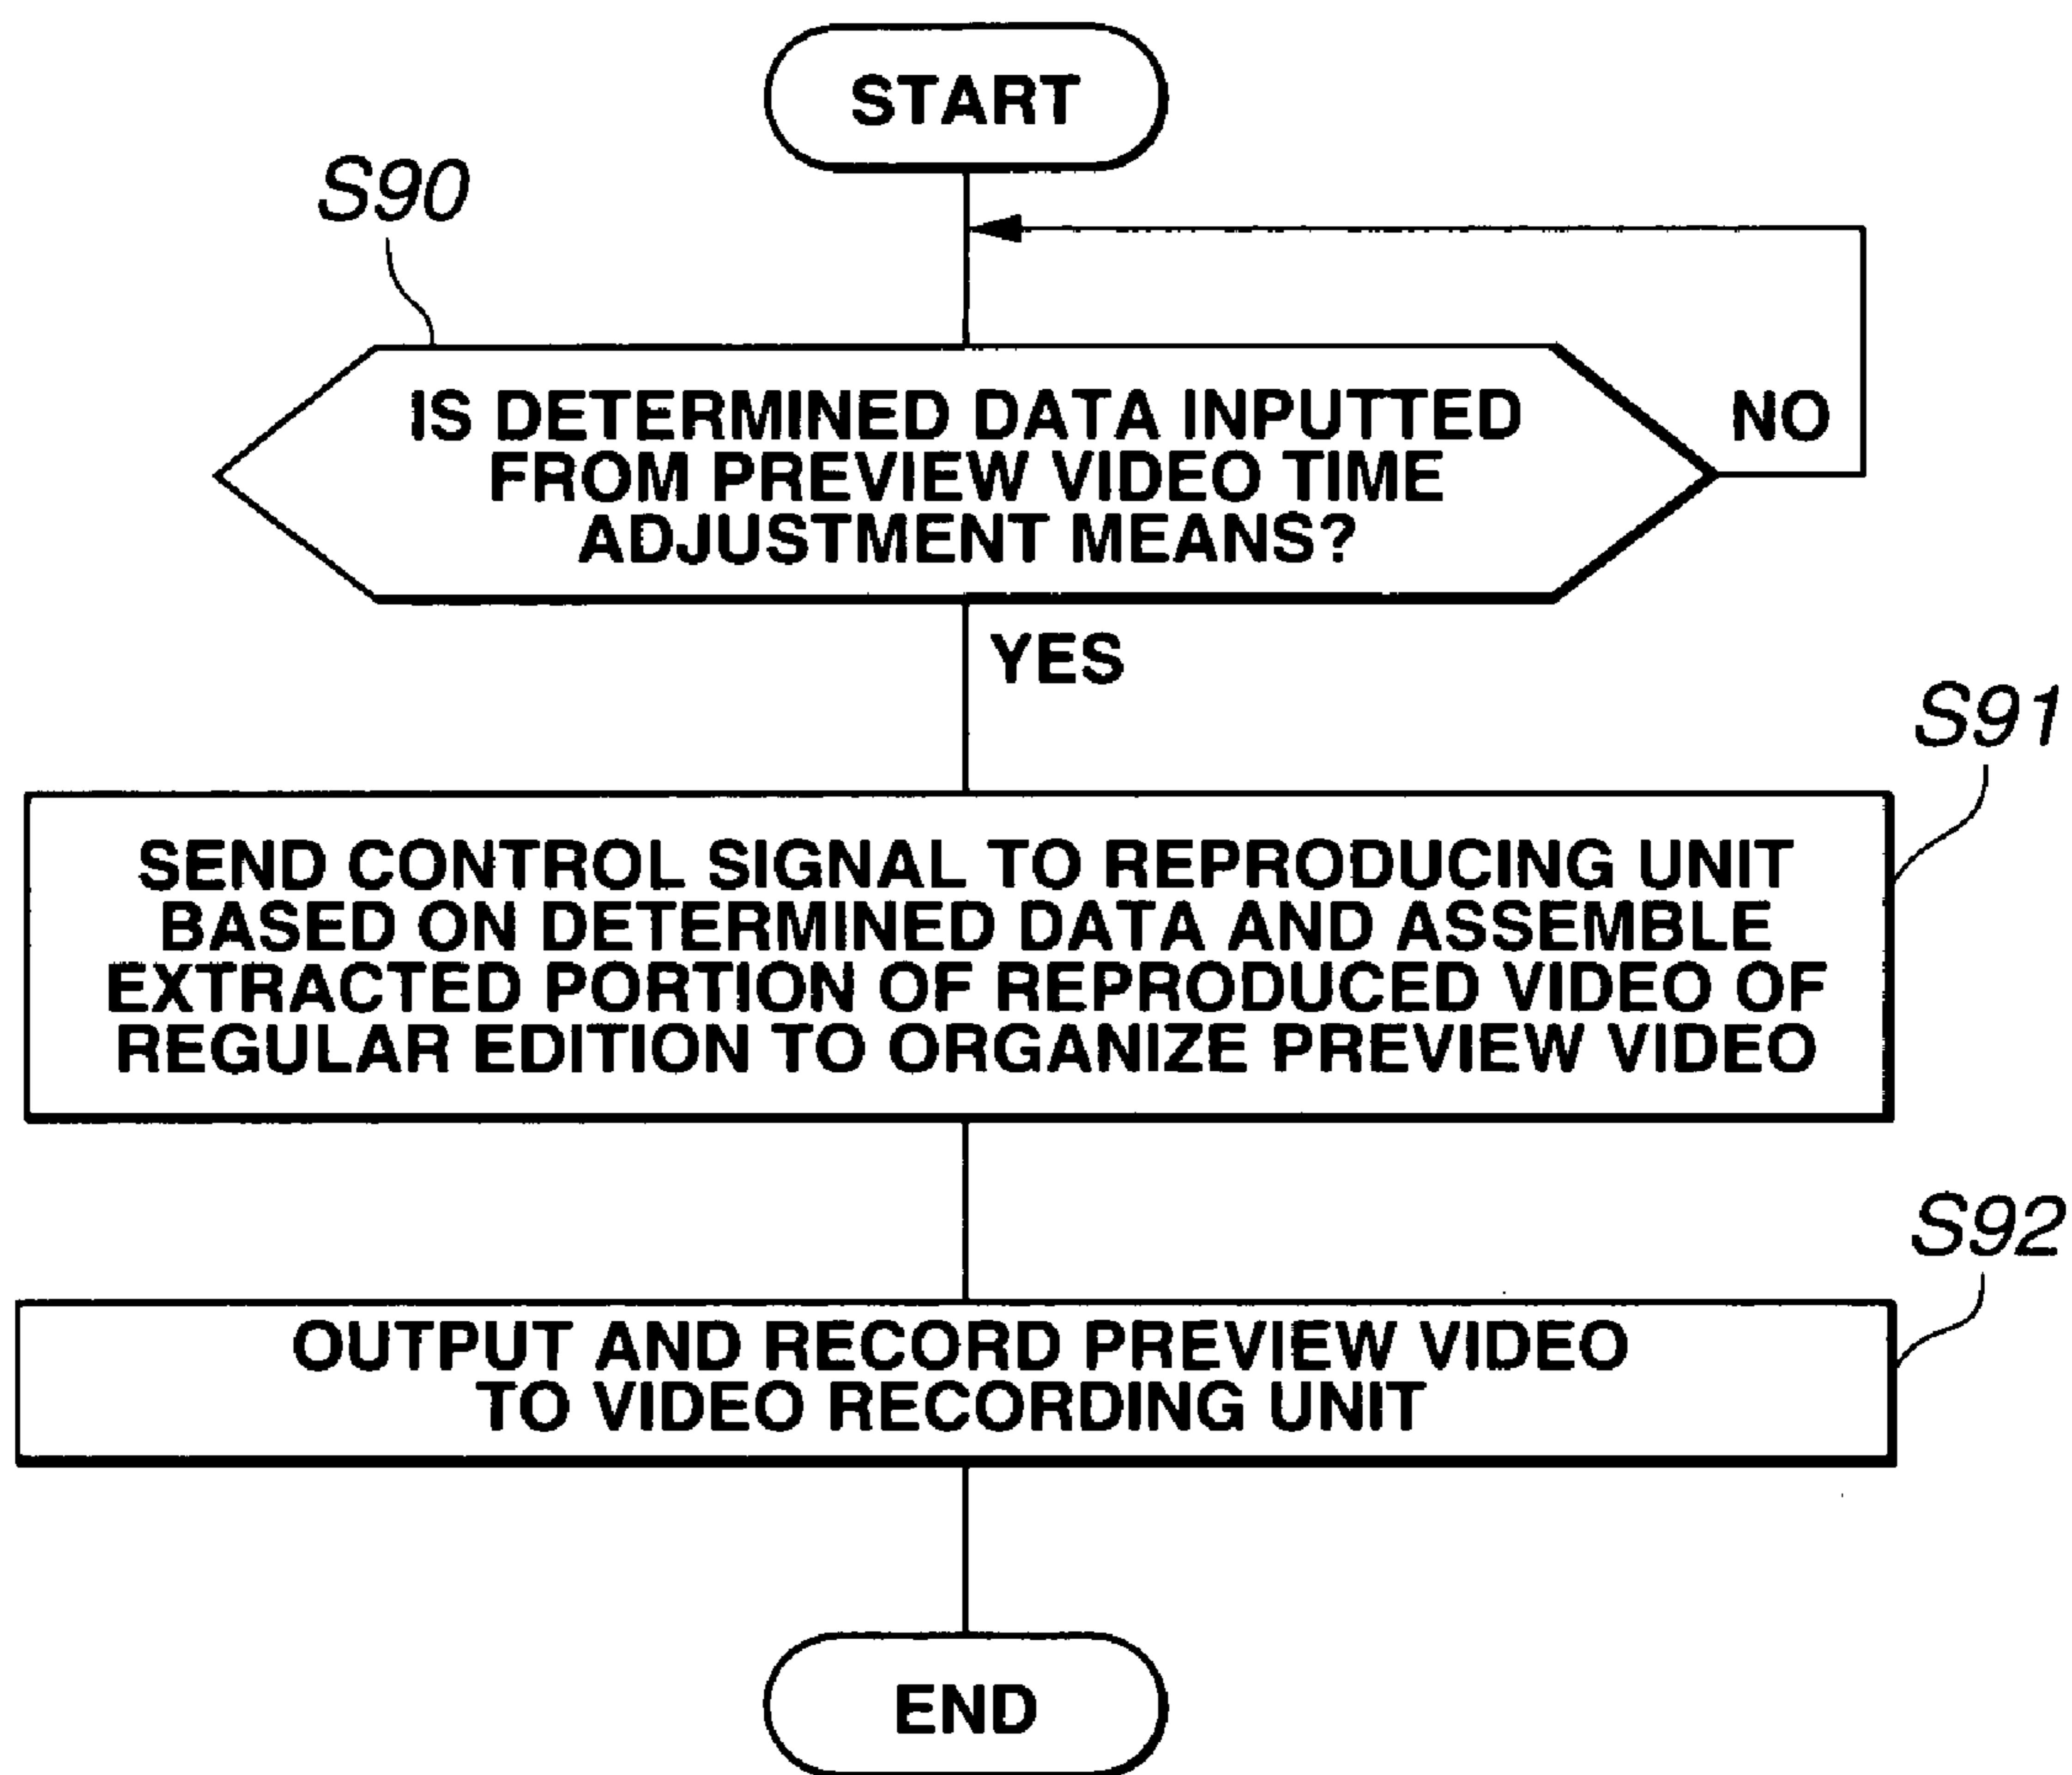 START
S90
IS DETERMINED DATA INPUTTED
FROM PREVIEW VIDEO TIME
ADJUSTMENT MEANS?
NO
YES
S91
SEND CONTROL SIGNAL TO REPRODUCING UNIT
BASED ON DETERMINED DATA AND ASSEMBLE
EXTRACTED PORTION OF REPRODUCED VIDEO OF
REGULAR EDITION TO ORGANIZE PREVIEW VIDEO
S92
OUTPUT AND RECORD PREVIEW VIDEO
TO VIDEO RECORDING UNIT
END